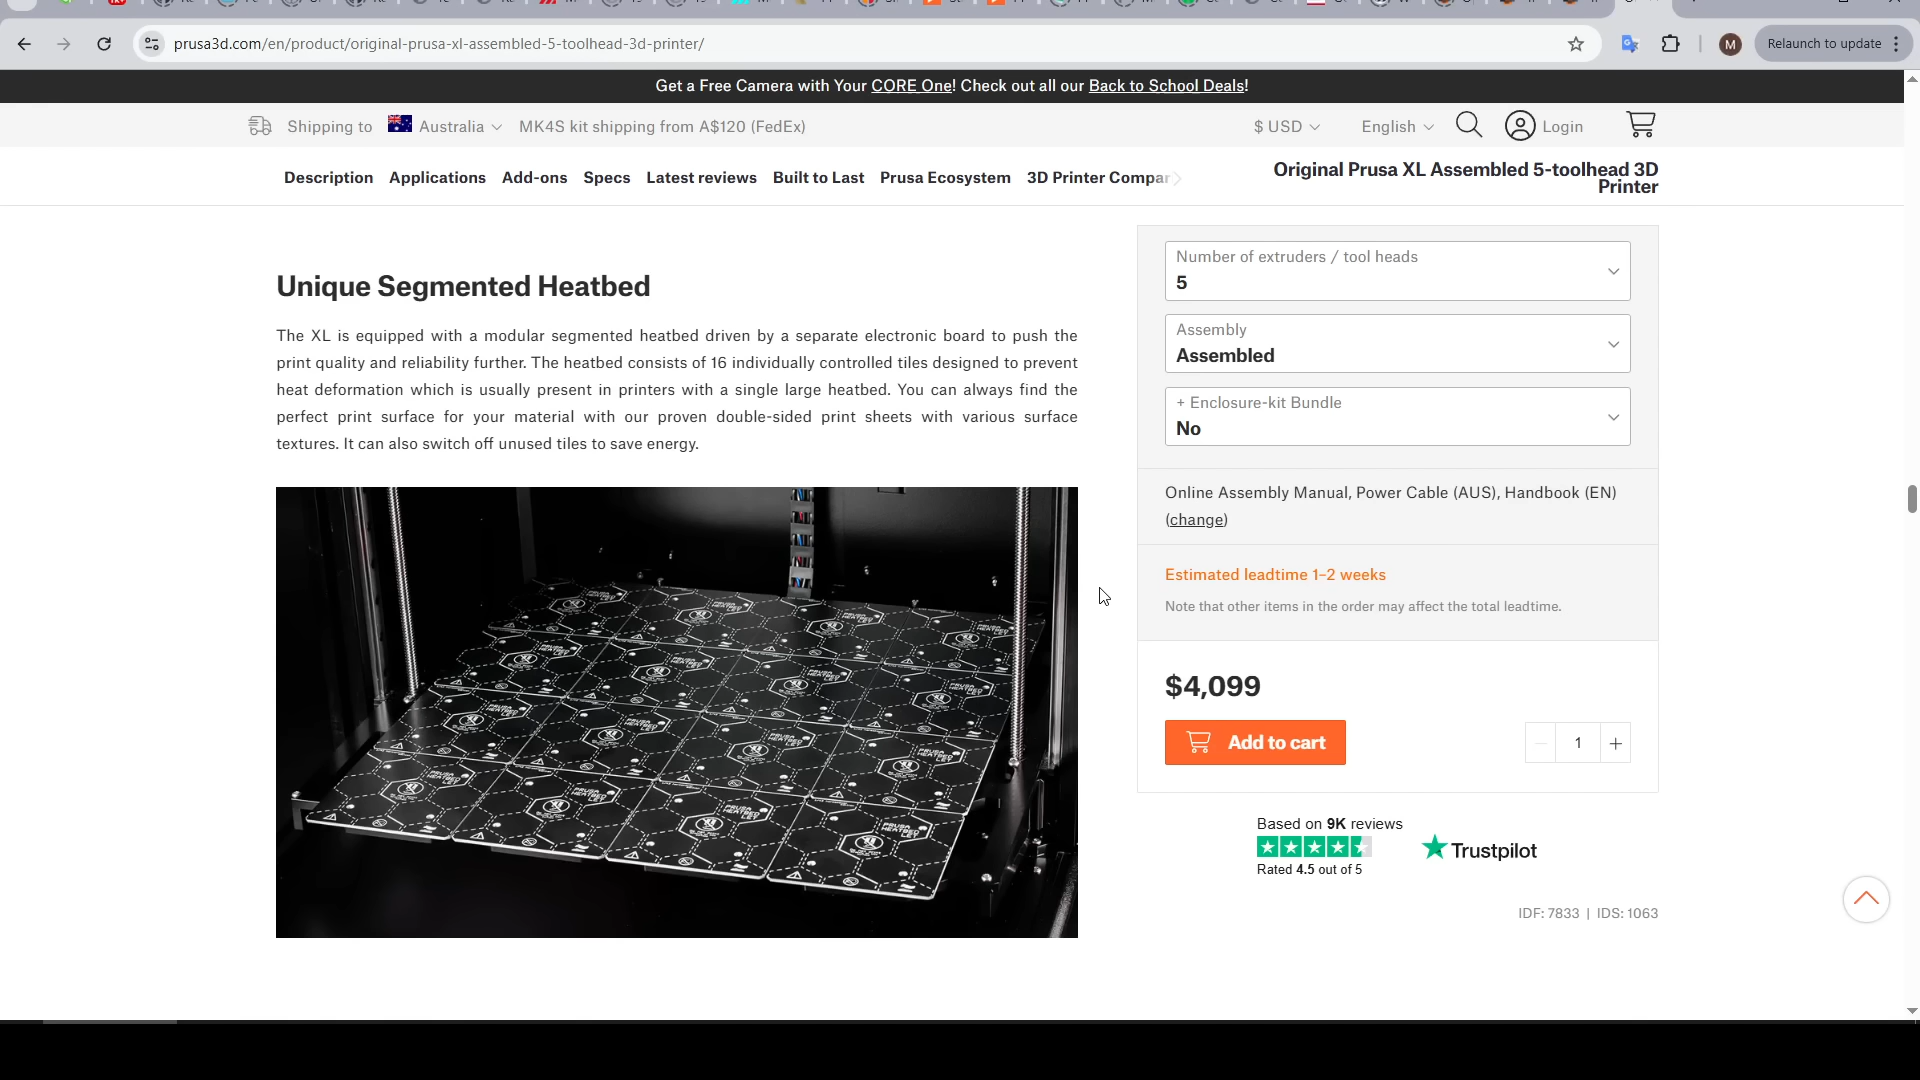 prusa3d.com/en/product/original-prusa-xl-assembled-5-toolhead-3d-printer/
M
Relaunch to update
Get a Free Camera with Your CORE One! Check out all our Back to School Deals!
Shipping to Australia MK4S kit shipping from A$120 (FedEx)
$ USD English Login
Description Applications Add-ons Specs Latest reviews Built to Last Prusa Ecosystem 3D Printer Compar
Original Prusa XL Assembled 5-toolhead 3D
Printer
Unique Segmented Heatbed
The XL is equipped with a modular segmented heatbed driven by a separate electronic board to push the
print quality and reliability further. The heatbed consists of 16 individually controlled tiles designed to prevent
heat deformation which is usually present in printers with a single large heatbed. You can always find the
perfect print surface for your material with our proven double-sided print sheets with various surface
textures. It can also switch off unused tiles to save energy.
PRUSA
HEATBED
LET
Number of extruders / tool heads
5
Assembly
Assembled
+ Enclosure-kit Bundle
No
Online Assembly Manual, Power Cable (AUS), Handbook (EN)
(change)
Estimated leadtime 1–2 weeks
Note that other items in the order may affect the total leadtime.
$4,099
Add to cart
1
Based on 9K reviews
Trustpilot
Rated 4.5 out of 5
IDF: 7833 | IDS: 1063